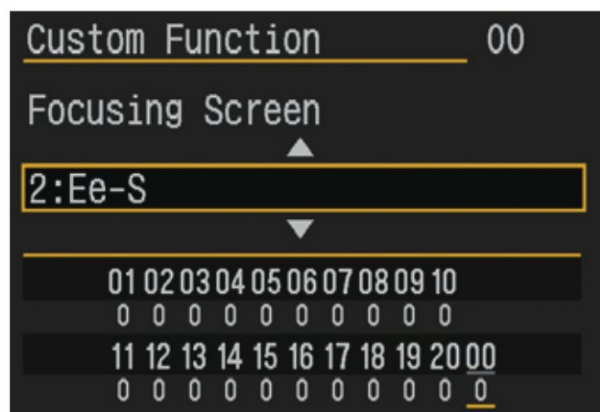 Custom Function 00
Focusing Screen
2:Ee-S
01 02 03 04 05 06 07 08 09 10
0 0 0 0 0 0 0 0 0 0
11 12 13 14 15 16 17 18 19 20 00
0 0 0 0 0 0 0 0 0 0 0